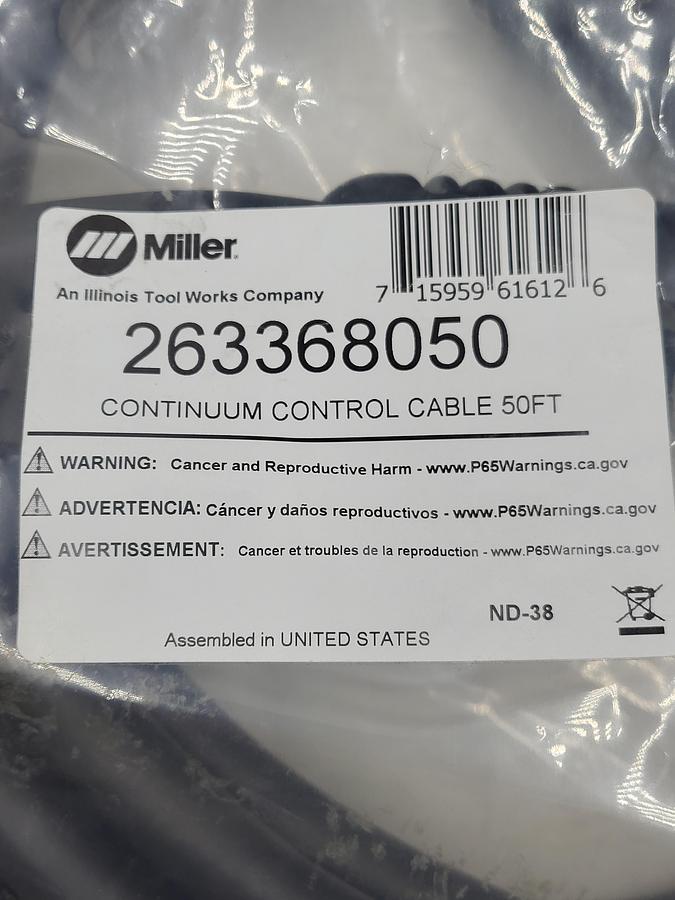 Miller
An Illinois Tool Works Company
7 15959 61612 6
263368050
CONTINUUM CONTROL CABLE 50FT
WARNING: Cancer and Reproductive Harm - www.P65Warnings.ca.gov
ADVERTENCIA: Cáncer y daños reproductivos - www.P65Warnings.ca.gov
AVERTISSEMENT: Cancer et troubles de la reproduction - www.P65Warnings.ca.gov
ND-38
Assembled in UNITED STATES